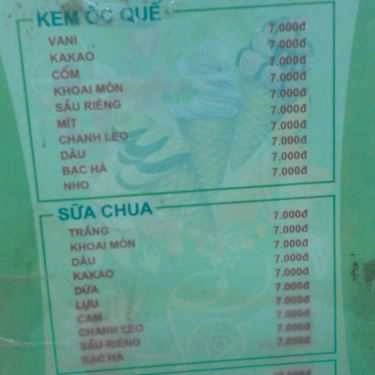 KEM ỐC QUẾ
VANI 7.000đ
KAKAO 7.000đ
CỐM 7.000đ
KHOAI MÔN 7.000đ
SẦU RIÊNG 7.000đ
MÍT 7.000đ
CHANH LEO 7.000đ
DÂU 7.000đ
BẠC HÀ 7.000đ
NHO 7.000đ
SỮA CHUA
TRẮNG 7.000đ
KHOAI MÔN 7.000đ
DÂU 7.000đ
KAKAO 7.000đ
DỪA 7.000đ
LỰU 7.000đ
CAM 7.000đ
CHANH LEO 7.000đ
SẦU RIÊNG 7.000đ
BẠC HÀ